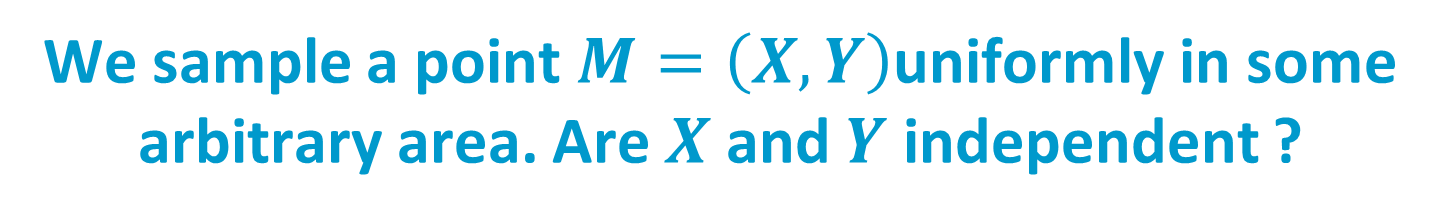 We sample a point M = (X, Y)uniformly in some
arbitrary area. Are X and Y independent ?